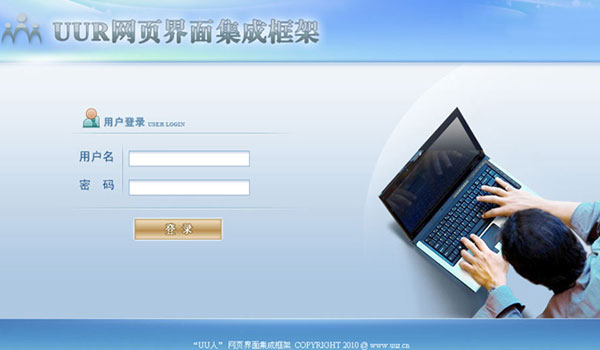 UUR网页界面集成框架
用户登录 USER LOGIN
用户名
密 码
登 录
“UU人” 网页界面集成框架 COPYRIGHT 2010 @ www.uu.cn